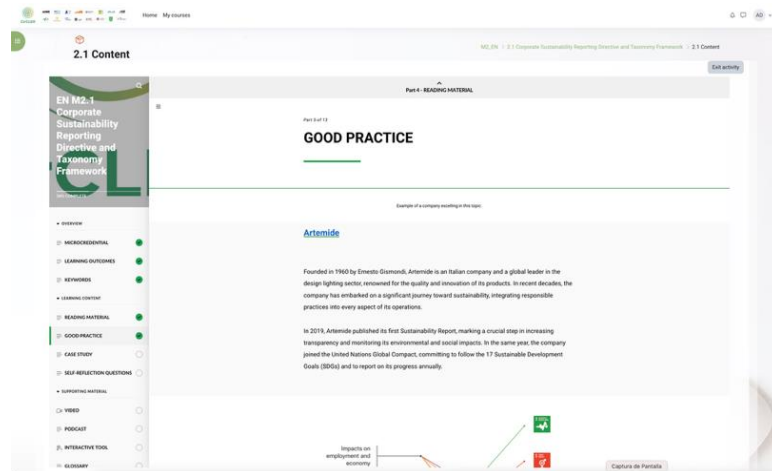 Home My courses
AD
2.1 Content
2.1 Corporate Sustainability Reporting Directive and Taxonomy Framework
2.1 Content
Exit activity
EN M2.1
Corporate
Sustainability
Reporting
Directive and
Taxonomy
Framework
OVERVIEW
MICROCREDENTIAL
LEARNING OUTCOMES
KEYWORDS
LEARNING CONTENT
READING MATERIAL
GOOD PRACTICE
CASE STUDY
SELF-REFLECTION QUESTIONS
SUPPORTING MATERIAL
VIDEO
PODCAST
INTERACTIVE TOOL
GLOSSARY
Part 4 - READING MATERIAL
GOOD PRACTICE
Example of a company excelling in this topic
Artemide
Founded in 1960 by Ernesto Gismondi, Artemide is an Italian company and a global leader in the
design lighting sector, renowned for the quality and innovation of its products. In recent decades, the
company has embarked on a significant journey toward sustainability, integrating responsible
practices into every aspect of its operations.
In 2019, Artemide published its first Sustainability Report, marking a crucial step in increasing
transparency and monitoring its environmental and social impacts. In the same year, the company
joined the United Nations Global Compact, committing to follow the 17 Sustainable Development
Goals (SDGs) and to report on its progress annually.
Impacts on
employment and
economy
Captura de Pantalla